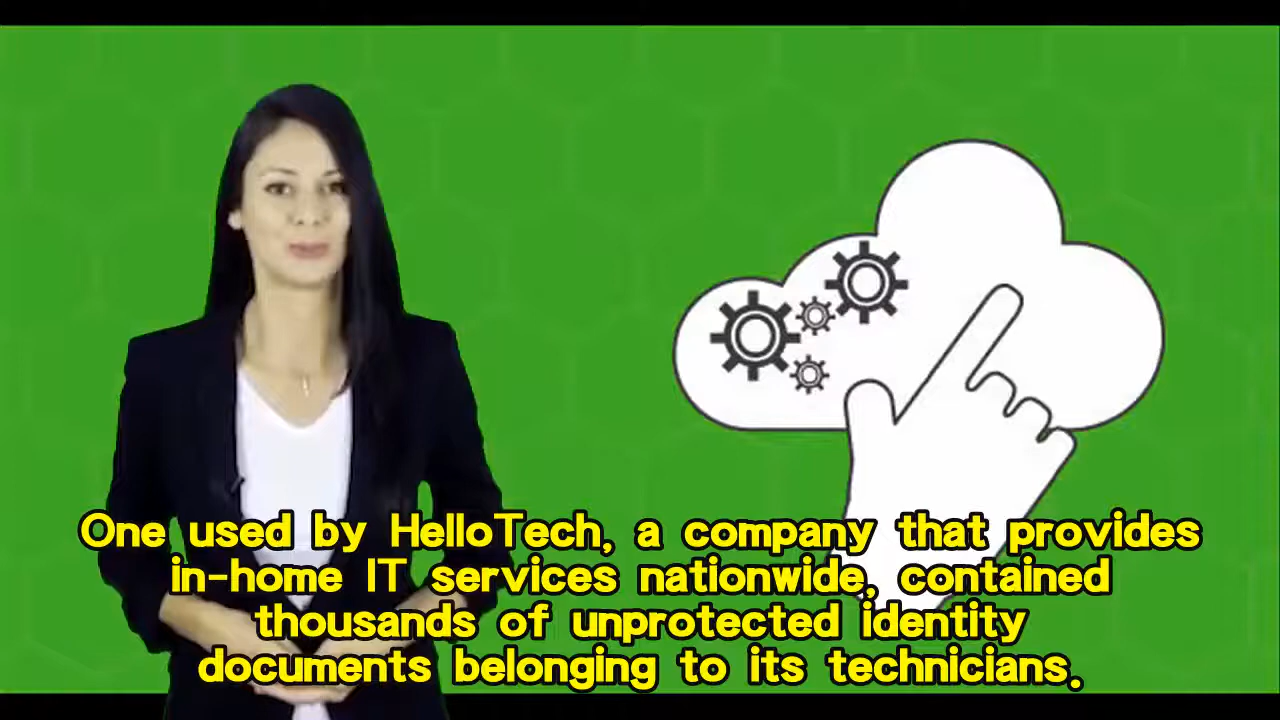 One used by HelloTech, a company that provides
in-home IT services nationwide, contained
thousands of unprotected identity
documents belonging to its technicians.